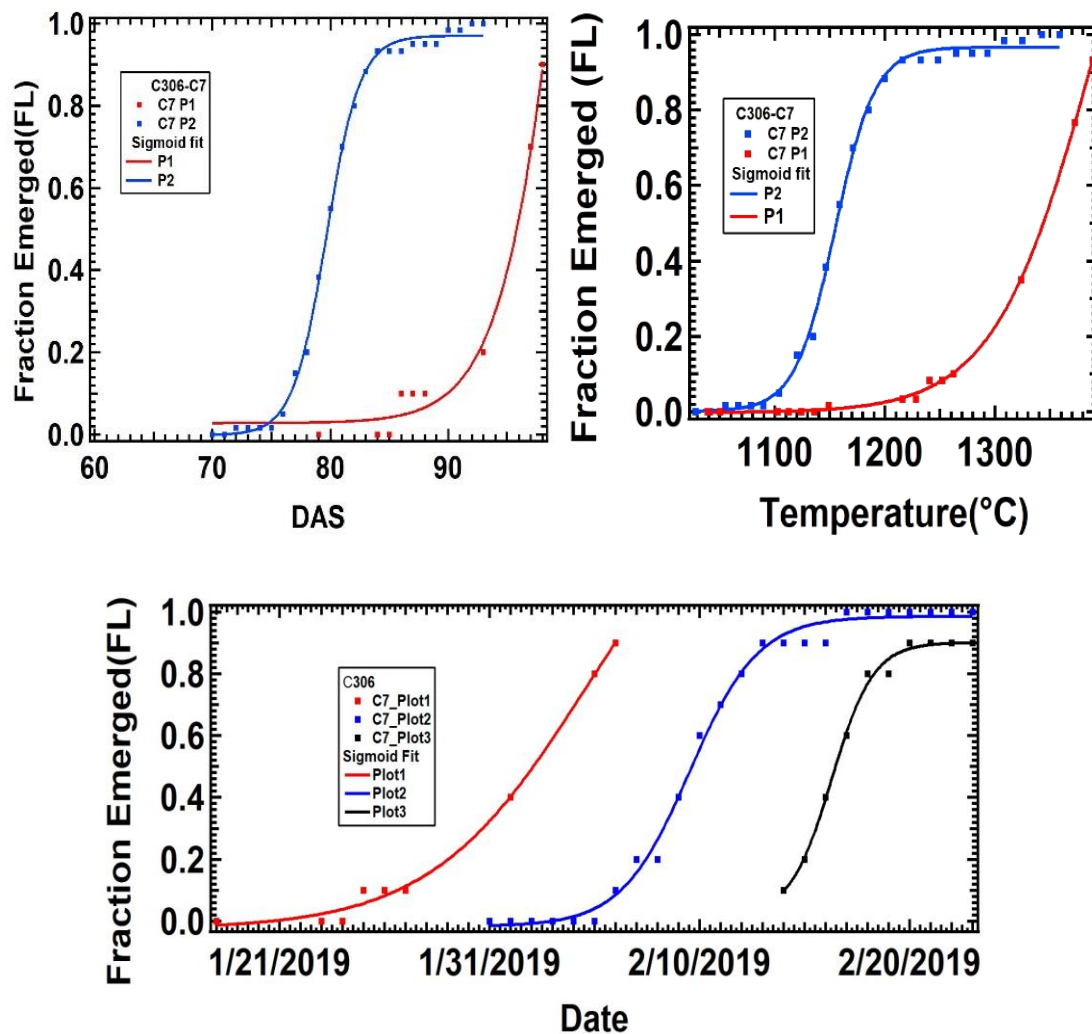 Fraction Emerged(FL)
1.0
0.8
0.6
0.4
0.2
0.0
C306-C7
C7 P1
C7 P2
Sigmoid fit
P1
P2
60
70
80
90
DAS
Fraction Emerged (FL)
1.0
0.8
0.6
0.4
0.2
0.0
C306-C7
C7 P2
C7 P1
Sigmoid fit
P2
P1
1100
1200
1300
Temperature(°C)
Fraction Emerged(FL)
1.0
0.8
0.6
0.4
0.2
0.0
C306
C7_Plot1
C7_Plot2
C7_Plot3
Sigmoid Fit
Plot1
Plot2
Plot3
1/21/2019
1/31/2019
2/10/2019
2/20/2019
Date